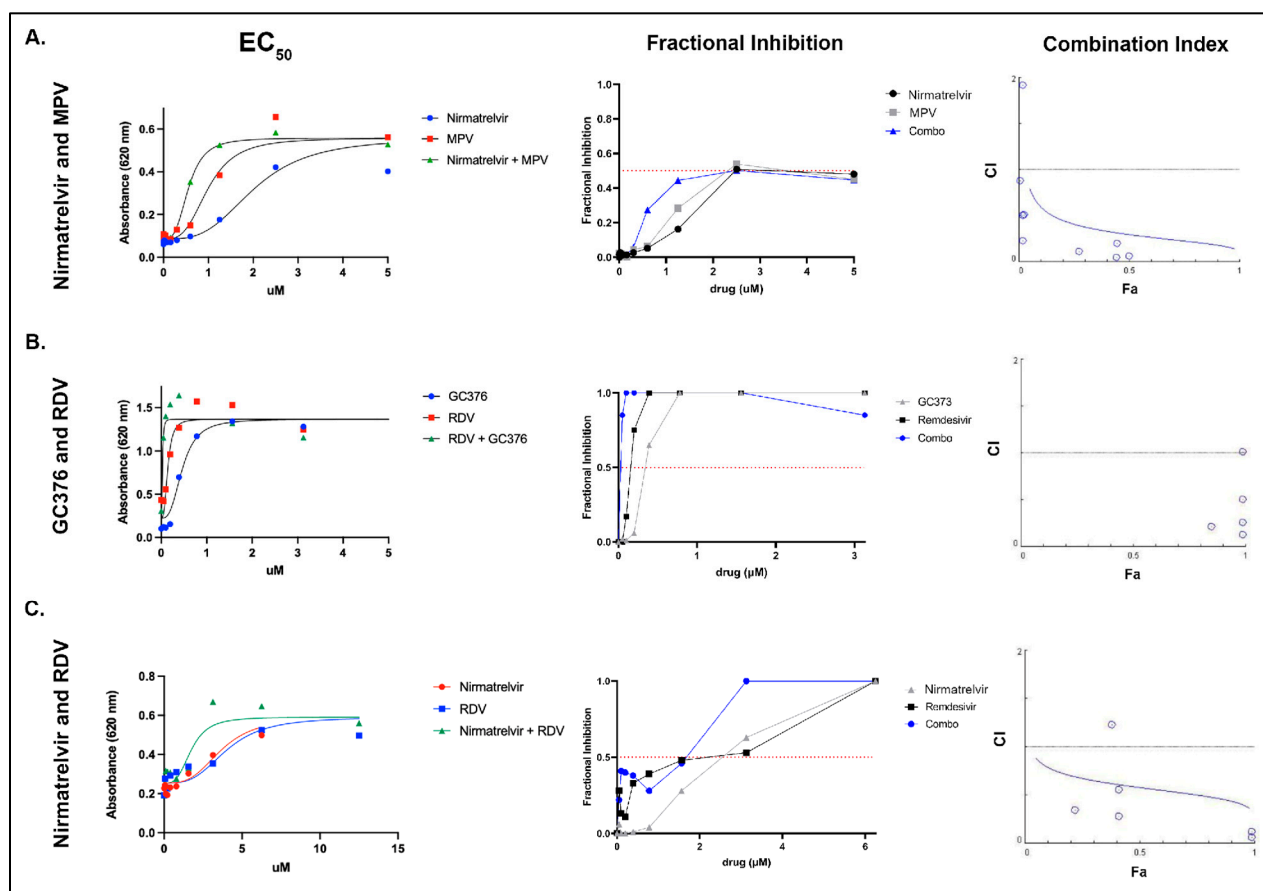 A.
EC50
Fractional Inhibition
Combination Index
Nirmatrelvir and MPV
Absorbance (620 nm)
0.6
0.4
0.2
0.0
0 1 2 3 4 5
uM
Nirmatrelvir
MPV
Nirmatrelvir + MPV
Fractional Inhibition
1.0
0.8
0.6
0.4
0.2
0.0
0 1 2 3 4 5
drug (uM)
Nirmatrelvir
MPV
Combo
CI
2
0
0 0.5 1
Fa
B.
GC376 and RDV
Absorbance (620 nm)
1.5
1.0
0.5
0.0
0 1 2 3 4 5
uM
GC376
RDV
RDV + GC376
Fractional Inhibition
1.0
0.5
0.0
0 1 2 3
drug (µM)
GC373
Remdesivir
Combo
CI
2
0
0 0.5 1
Fa
C.
Nirmatrelvir and RDV
Absorbance (620 nm)
0.8
0.6
0.4
0.2
0.0
0 5 10 15
uM
Nirmatrelvir
RDV
Nirmatrelvir + RDV
Fractional Inhibition
1.0
0.5
0.0
0 2 4 6
drug (µM)
Nirmatrelvir
Remdesivir
Combo
CI
2
0
0 0.5 1
Fa